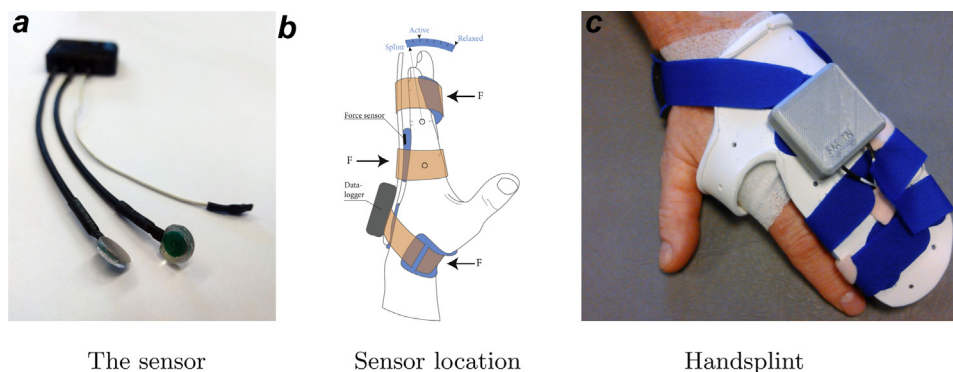 a
b
c
Active
Splint
Relaxed
F
Force sensor
F
Data-
logger
F
The sensor
Sensor location
Handsplint